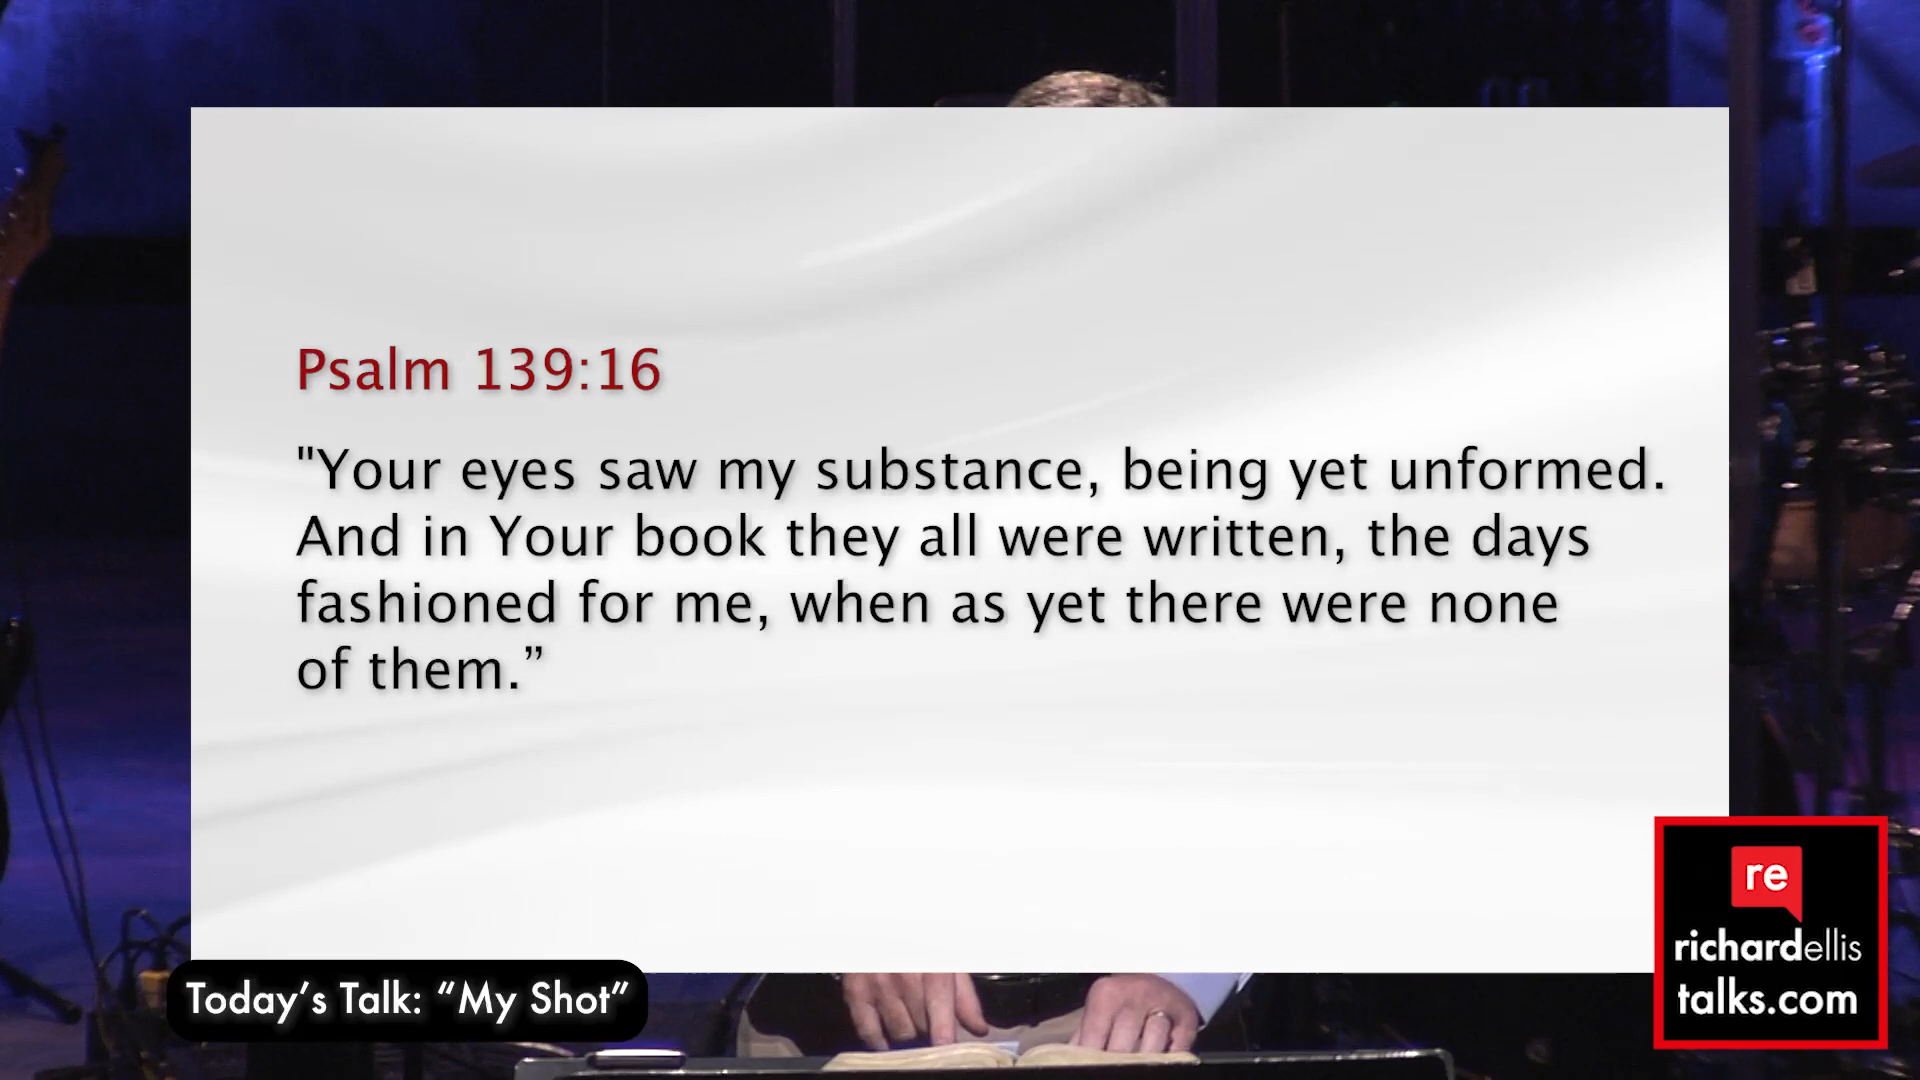 Psalm 139:16
"Your eyes saw my substance, being yet unformed.
And in Your book they all were written, the days
fashioned for me, when as yet there were none
of them.”
Today’s Talk: “My Shot”
re
richardellis
talks.com